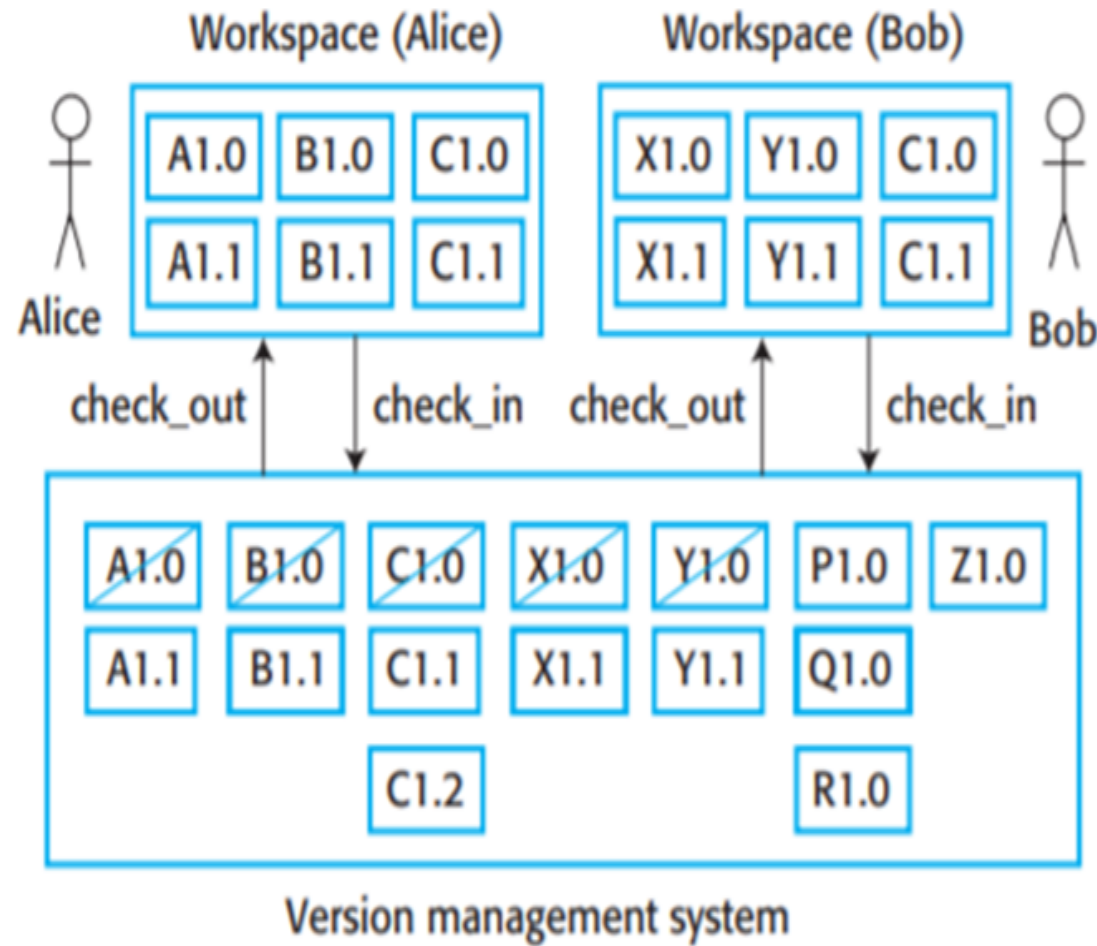 Workspace (Alice) Workspace (Bob)
A1.0 B1.0 C1.0 X1.0 Y1.0 C1.0
A1.1 B1.1 C1.1 X1.1 Y1.1 C1.1
Alice Bob
check_out check_in check_out check_in
A1.0 B1.0 C1.0 X1.0 Y1.0 P1.0 Z1.0
A1.1 B1.1 C1.1 X1.1 Y1.1 Q1.0
C1.2 R1.0
Version management system